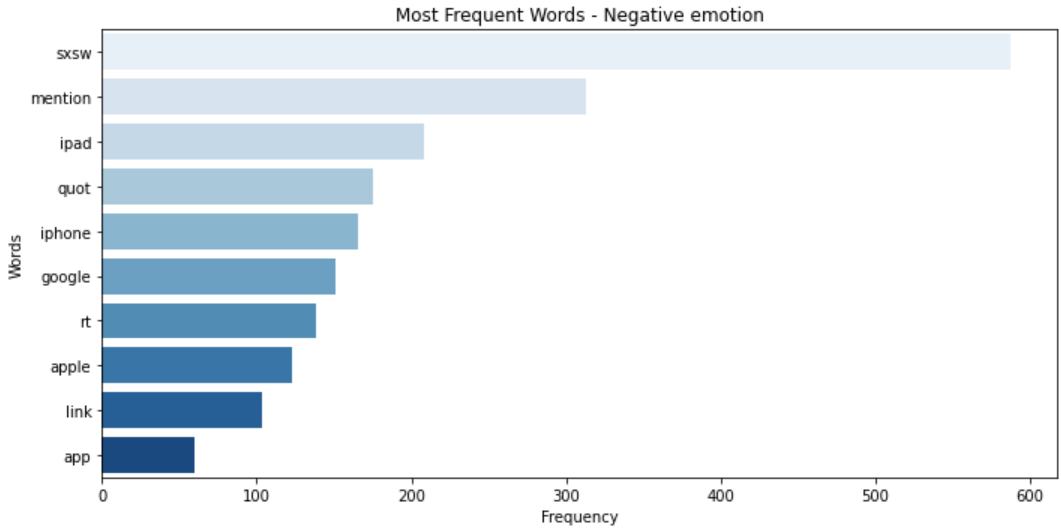 Most Frequent Words - Negative emotion
sxsw
mention
ipad
quot
iphone
google
rt
apple
link
app
Words
0 100 200 300 400 500 600
Frequency